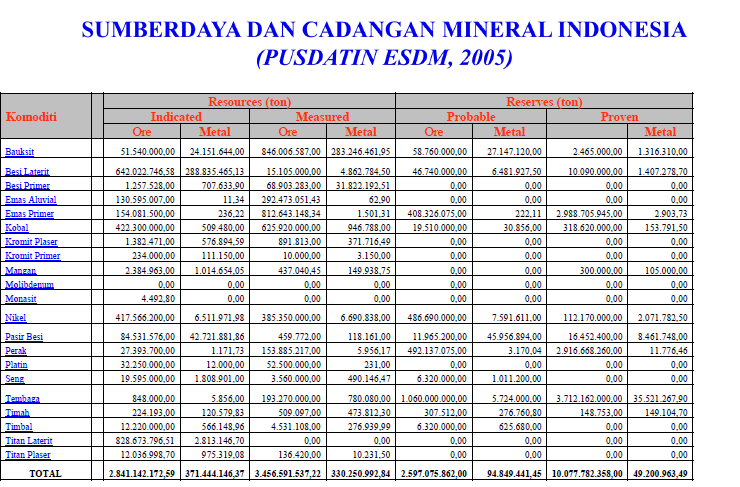 SUMBERDAYA DAN CADANGAN MINERAL INDONESIA
(PUSDATIN ESDM, 2005)
Komoditi Resources (ton) Reserves (ton)
Indicated Measured Probable Proven
Ore Metal Ore Metal Ore Metal Metal
Bauksit 51.540.000,00 24.151.644,00 846.006.587,00 283.246.461,95 58.760.000,00 27.147.120,00 2.465.000,00 1.316.310,00
Besi Laterit 642.022.746,58 288.835.465,13 15.105.000,00 4.862.784,50 46.740.000,00 6.481.927,50 10.090.000,00 1.407.278,70
Besi Primer 1.257.528,00 707.633,90 68.903.283,00 31.822.192,51 0,00 0,00 0,00 0,00
Emas Aluvial 130.595.007,00 11,34 292.473.051,43 62,90 0,00 0,00 0,00 0,00
Emas Primer 154.081.500,00 236,22 812.643.148,34 1.501,31 408.326.075,00 222,11 2.988.705.945,00 2.903,73
Kobal 422.300.000,00 509.480,00 625.920.000,00 946.788,00 19.510.000,00 30.856,00 318.620.000,00 153.791,50
Kromit Plaser 1.382.471,00 576.894,59 891.813,00 371.716,49 0,00 0,00 0,00 0,00
Kromit Primer 234.000,00 111.150,00 10.000,00 3.150,00 0,00 0,00 0,00 0,00
Mangan 2.384.963,00 1.014.654,05 437.040,45 149.938,75 0,00 0,00 300.000,00 105.000,00
Molibdenum 0,00 0,00 0,00 0,00 0,00 0,00 0,00 0,00
Monasit 4.492,80 0,00 0,00 0,00 0,00 0,00 0,00 0,00
Nikel 417.566.200,00 6.511.971,98 385.350.000,00 6.690.838,00 486.690.000,00 7.591.611,00 112.170.000,00 2.071.782,50
Pasir Besi 84.531.576,00 42.721.881,86 459.772,00 118.161,00 11.965.200,00 45.956.894,00 16.452.400,00 8.461.748,00
Perak 27.393.700,00 1.171,73 153.885.217,00 5.956,17 492.137.075,00 3.170,04 2.916.668.260,00 11.776,46
Platin 32.250.000,00 12.000,00 52.500.000,00 231,00 0,00 0,00 0,00 0,00
Seng 19.595.000,00 1.808.901,00 3.560.000,00 490.146,47 6.320.000,00 1.011.200,00 0,00 0,00
Tembaga 848.000,00 5.856,00 193.270.000,00 780.080,00 1.060.000.000,00 5.724.000,00 3.712.162.000,00 35.521.267,90
Timah 224.193,00 120.579,83 509.097,00 473.812,30 307.512,00 276.760,80 148.753,00 149.104,70
Timbal 12.220.000,00 566.148,96 4.531.108,00 276.939,99 6.320.000,00 625.680,00 0,00 0,00
Titan Laterit 828.673.796,51 2.813.146,70 0,00 0,00 0,00 0,00 0,00 0,00
Titan Plaser 12.036.998,70 975.319,08 136.420,00 10.231,50 0,00 0,00 0,00 0,00
TOTAL 2.841.142.172,59 371.444.146,37 3.456.591.537,22 330.250.992,84 2.597.075.862,00 94.849.441,45 10.077.782.358,00 49.200.963,49